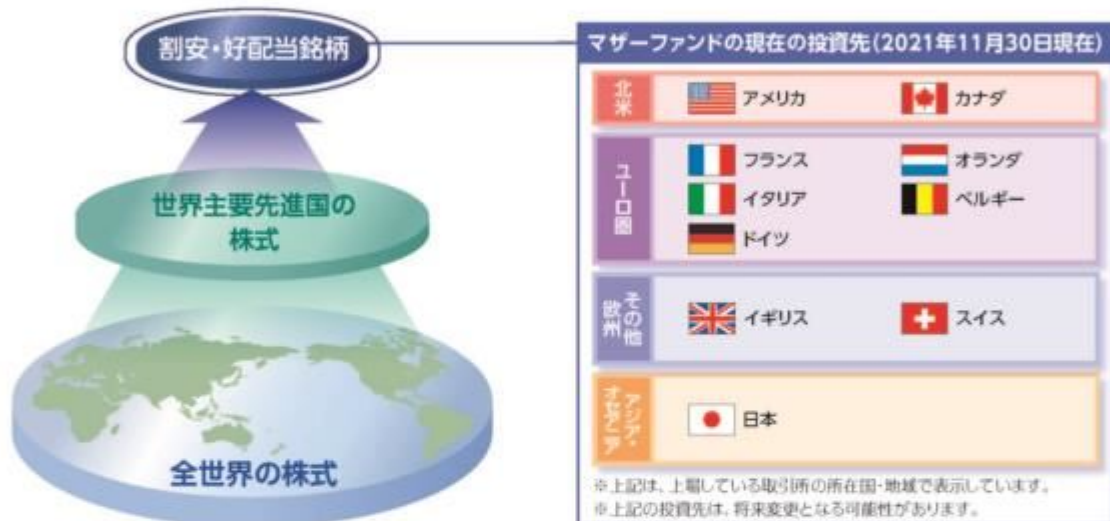 割安・好配当銘柄
世界主要先進国の
株式
全世界の株式
マザーファンドの現在の投資先(2021年11月30日現在)
北米
アメリカ
カナダ
ユーロ圏
フランス
オランダ
イタリア
ベルギー
ドイツ
その他
欧州
イギリス
スイス
アジア・
オセアニア
日本
※上記は、上場している取引所の所在国・地域で表示しています。
※上記の投資先は、将来変更となる可能性があります。